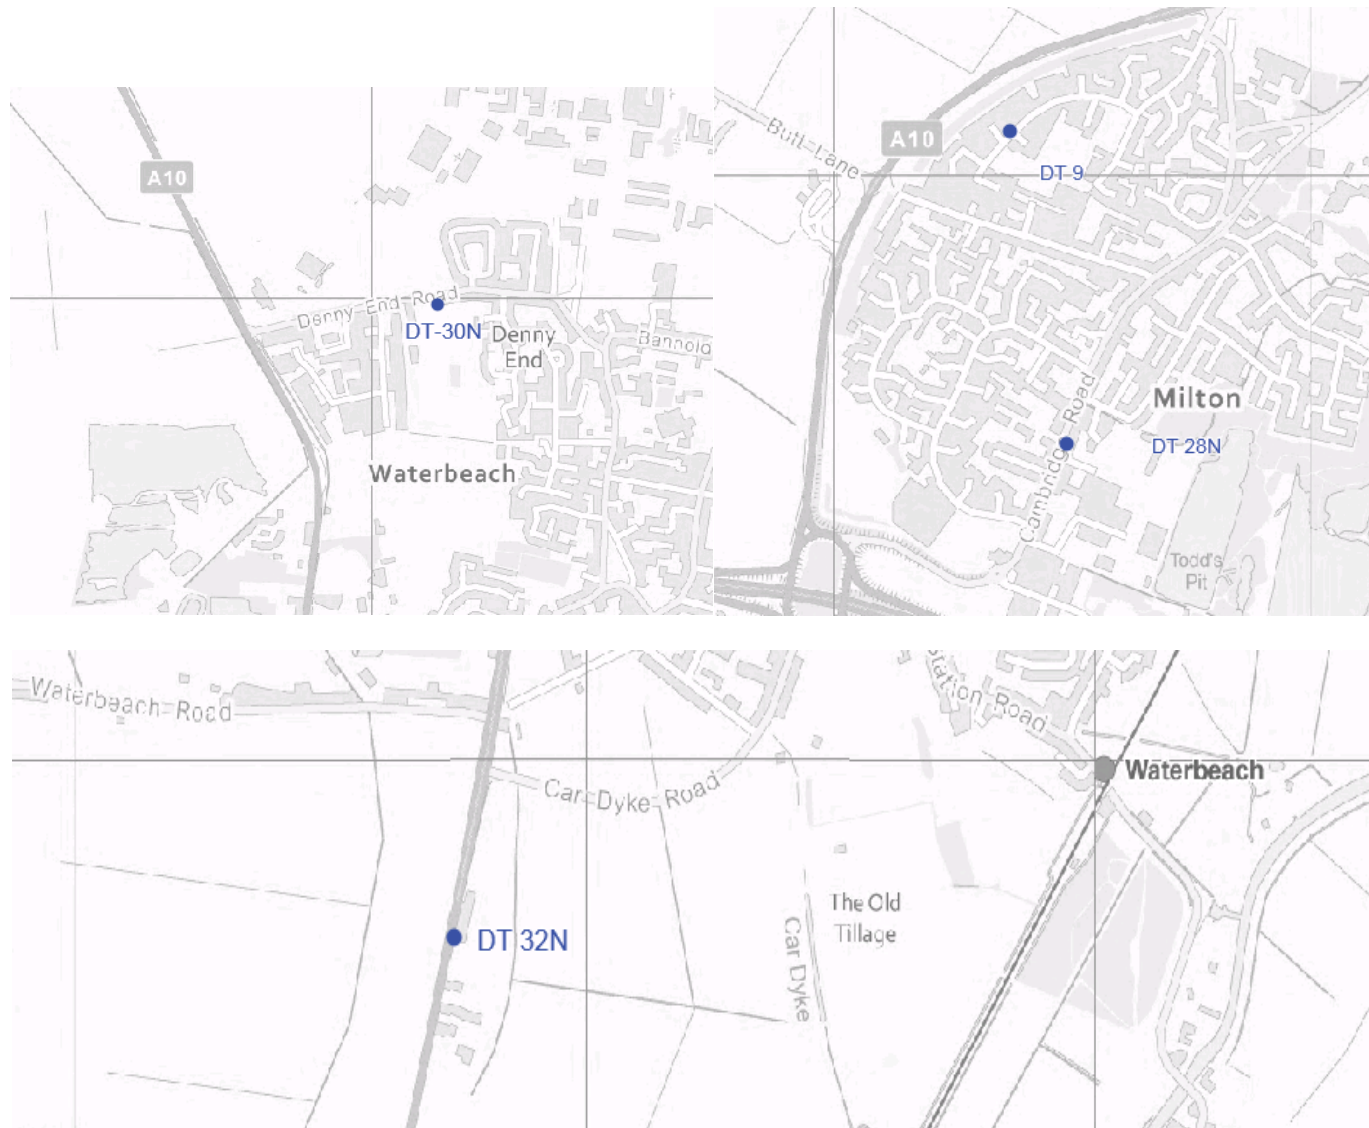 A10
Denny End Road
DT-30N
Denny
End
Bannold
Waterbeach
Butt Lane
A10
DT 9
Milton
DT 28N
Cambridge Road
Todd's
Pit
Waterbeach Road
Station Road
Waterbeach
Car Dyke Road
The Old
Tillage
Car Dyke
DT 32N